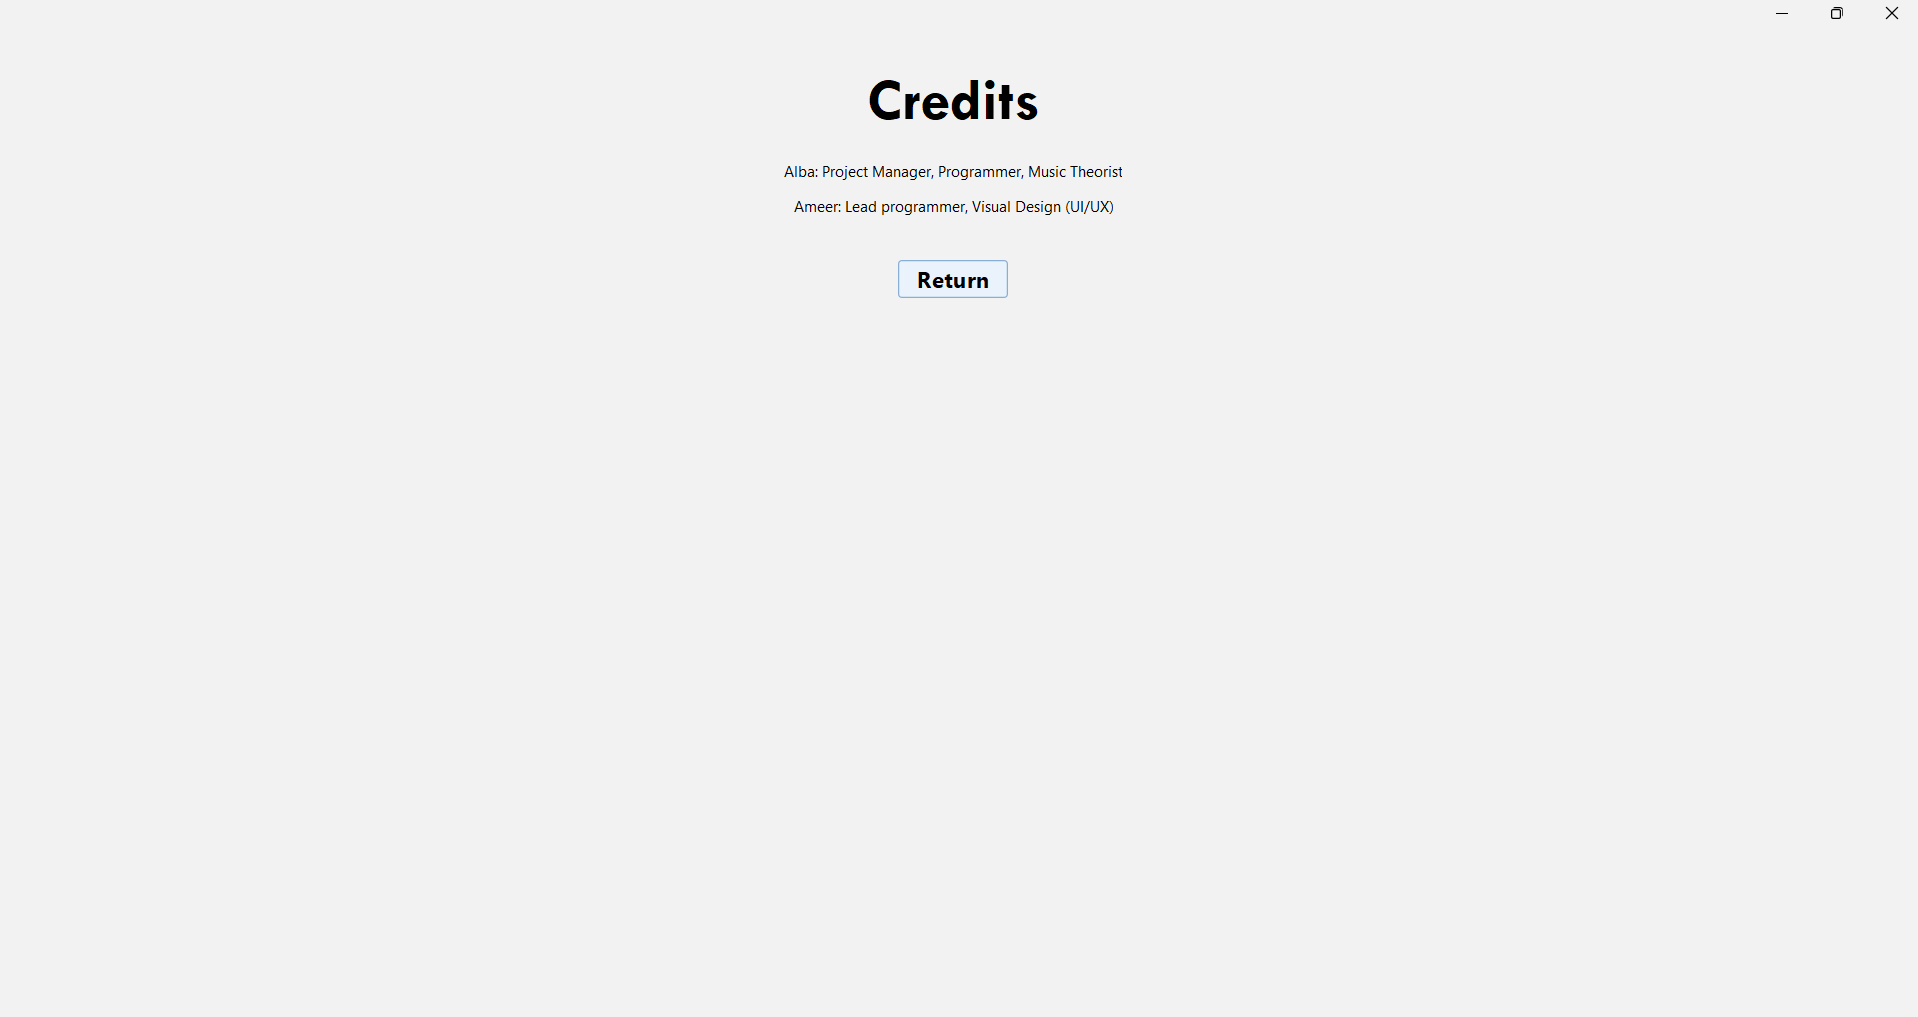 Credits
Alba: Project Manager, Programmer, Music Theorist
Ameer: Lead programmer, Visual Design (UI/UX)
Return